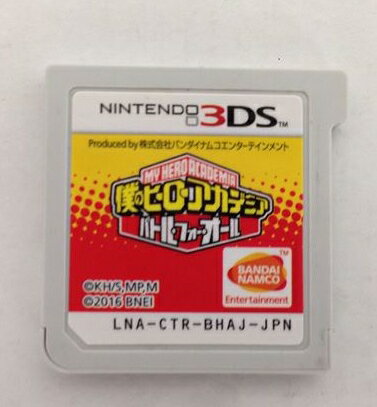 NINTENDO 3DS™
Produced by 株式会社バンダイナムコエンターテインメント
MY HERO ACADEMIA
僕のヒーローアカデミア
バトル・フォー・オール
©KH/S,MP,M
©2016 BNEI
BANDAI
NAMCO
™
Entertainment
LNA-CTR-BHAJ-JPN